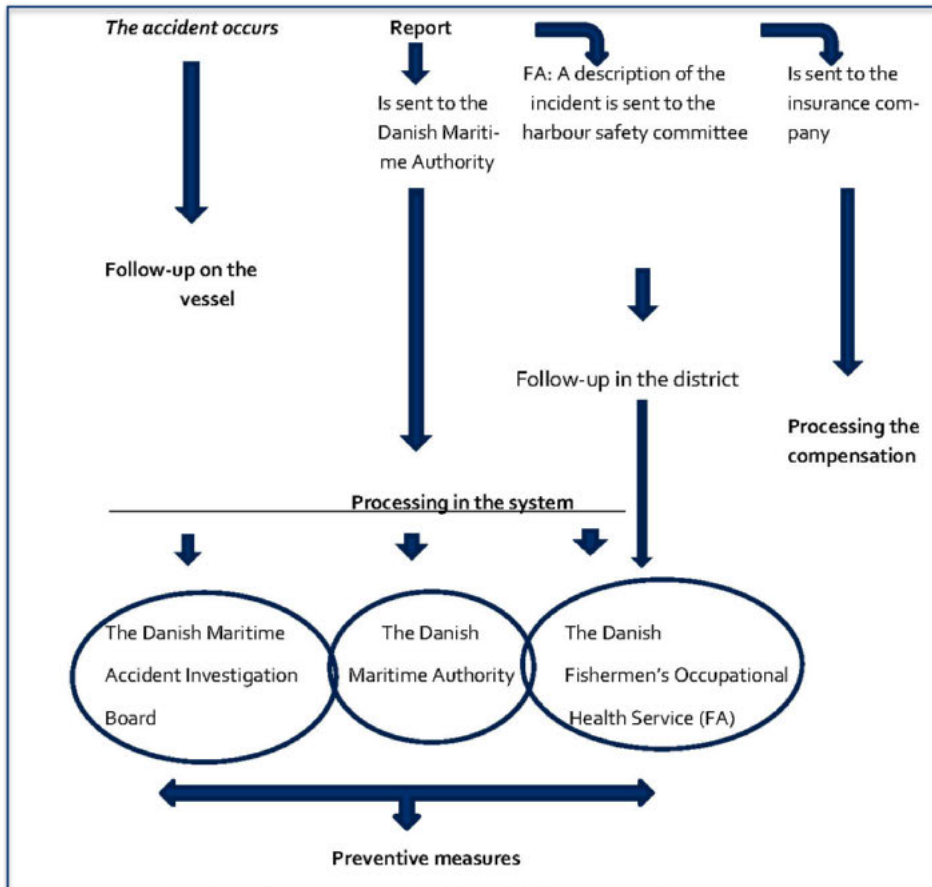 The accident occurs
Report
FA: A description of the
incident is sent to the
harbour safety committee
Is sent to the
insurance com-
pany
Is sent to the
Danish Mariti-
me Authority
Follow-up on the
vessel
Follow-up in the district
Processing the
compensation
Processing in the system
The Danish Maritime
Accident Investigation
Board
The Danish
Maritime Authority
The Danish
Fishermen's Occupational
Health Service (FA)
Preventive measures